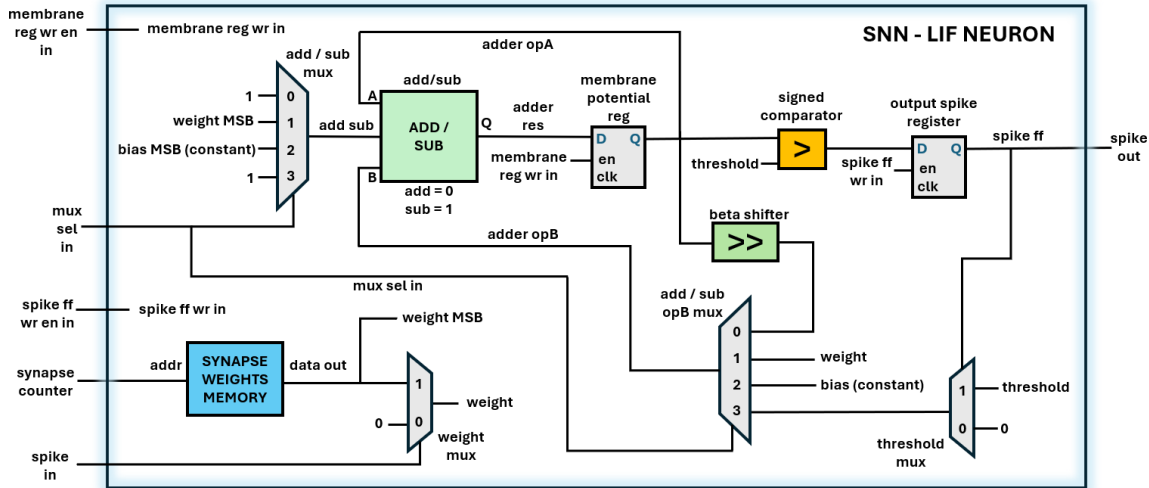 membrane
reg wr en
in
membrane reg wr in
SNN - LIF NEURON
adder opA
add / sub
mux
1
0
weight MSB
1
bias MSB (constant)
2
1
3
add sub
add/sub
A
ADD /
SUB
Q
B
add = 0
sub = 1
adder
res
membrane
potential
reg
D Q
en
clk
membrane
reg wr in
signed
comparator
>
threshold
output spike
register
D Q
en
clk
spike ff
wr in
spike ff
spike
out
mux
sel
in
adder opB
beta shifter
>>
mux sel in
add / sub
opB mux
0
1
weight
2
bias (constant)
3
spike ff
wr en in
spike ff wr in
weight MSB
synapse
counter
addr
SYNAPSE
WEIGHTS
MEMORY
data out
1
0
0
weight
weight
mux
1
threshold
0
0
threshold
mux
spike
in